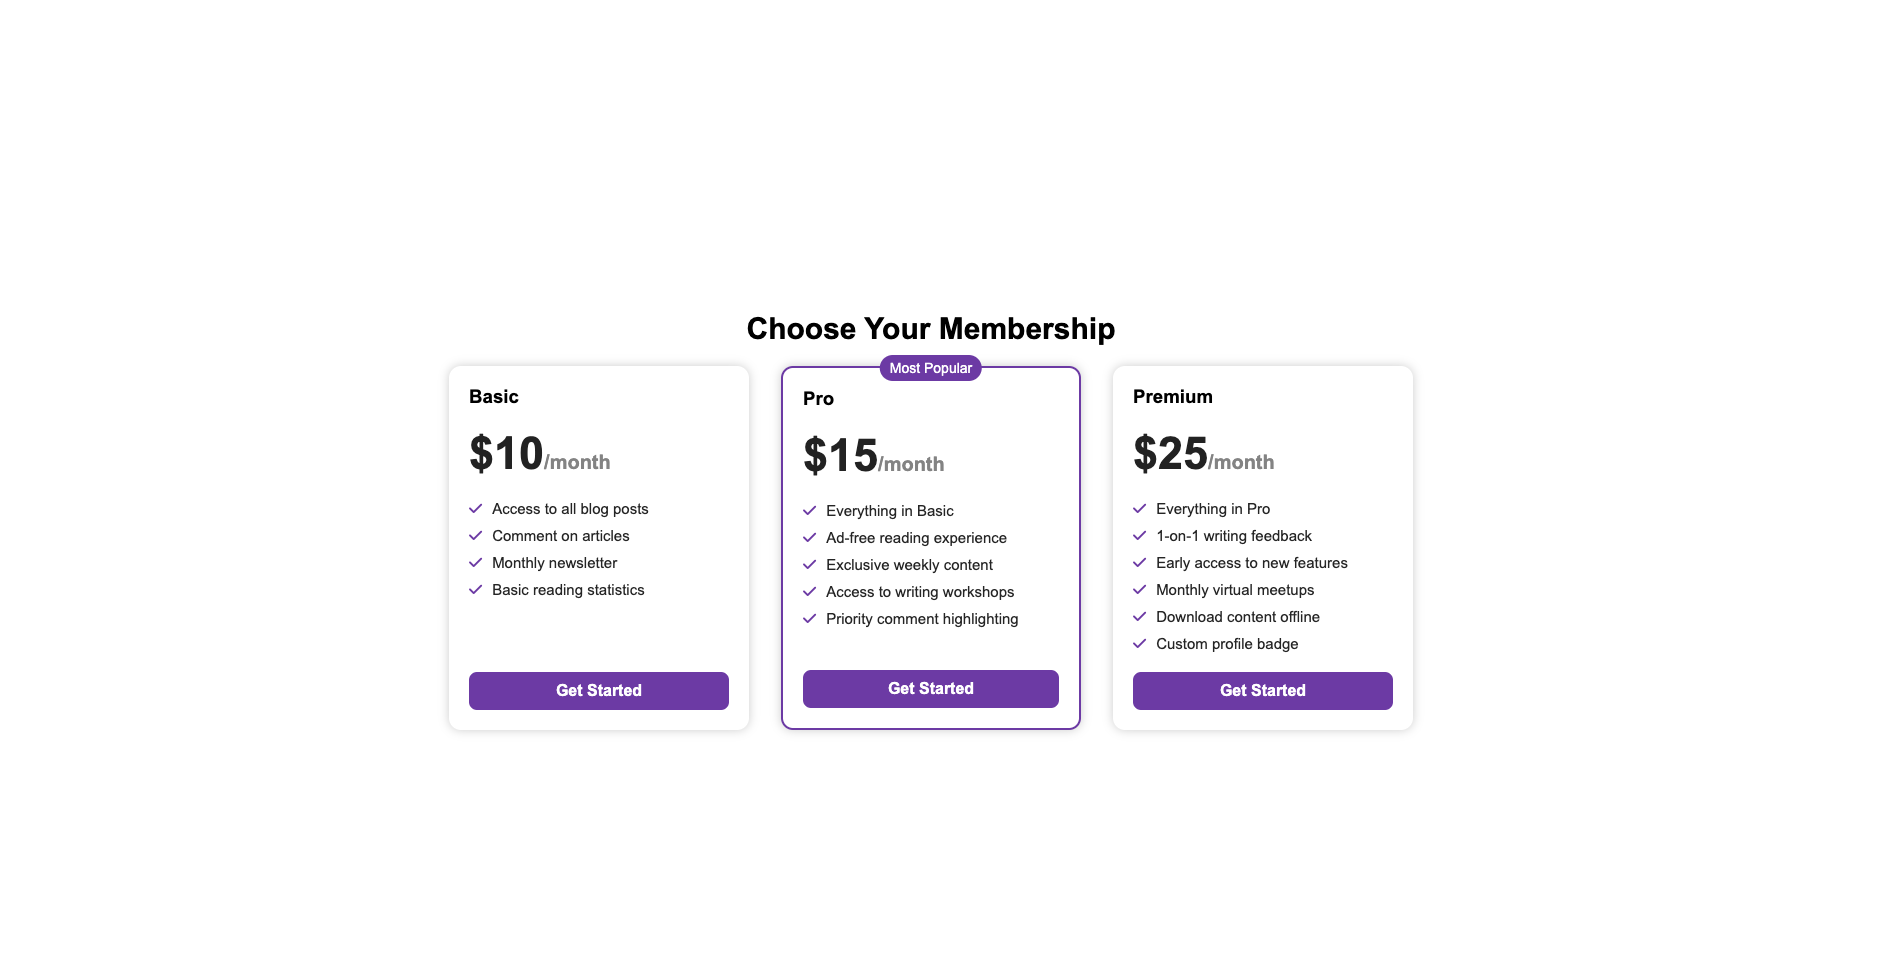 Choose Your Membership
Basic
$10/month
Access to all blog posts
Comment on articles
Monthly newsletter
Basic reading statistics
Get Started
Most Popular
Pro
$15/month
Everything in Basic
Ad-free reading experience
Exclusive weekly content
Access to writing workshops
Priority comment highlighting
Get Started
Premium
$25/month
Everything in Pro
1-on-1 writing feedback
Early access to new features
Monthly virtual meetups
Download content offline
Custom profile badge
Get Started